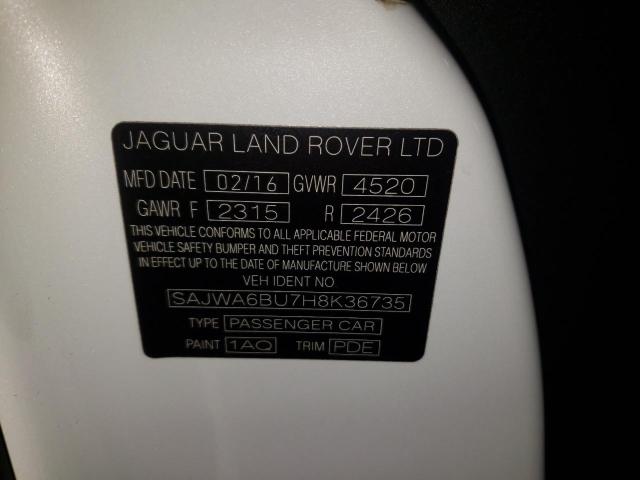 JAGUAR LAND ROVER LTD
MFD DATE 02/16 GVWR 4520
GAWR F 2315 R 2426
THIS VEHICLE CONFORMS TO ALL APPLICABLE FEDERAL MOTOR
VEHICLE SAFETY BUMPER AND THEFT PREVENTION STANDARDS
IN EFFECT UP TO THE DATE OF MANUFACTURE SHOWN BELOW
VEH IDENT NO.
SAJWA6BU7H8K36735
TYPE PASSENGER CAR
PAINT 1AQ TRIM PDE